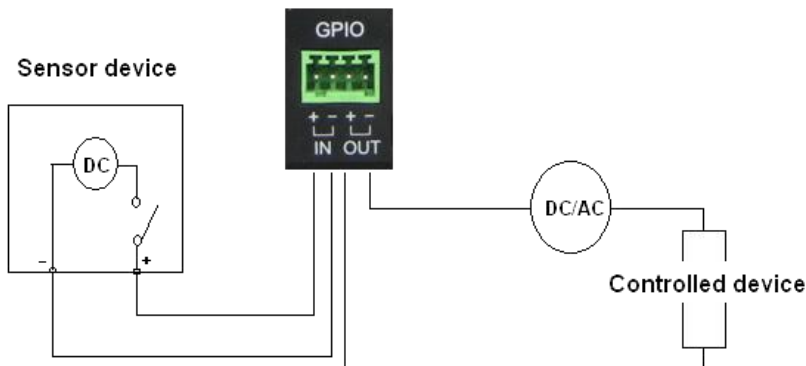 GPIO
Sensor device
+ - + -
IN OUT
DC
DC/AC
- +
Controlled device